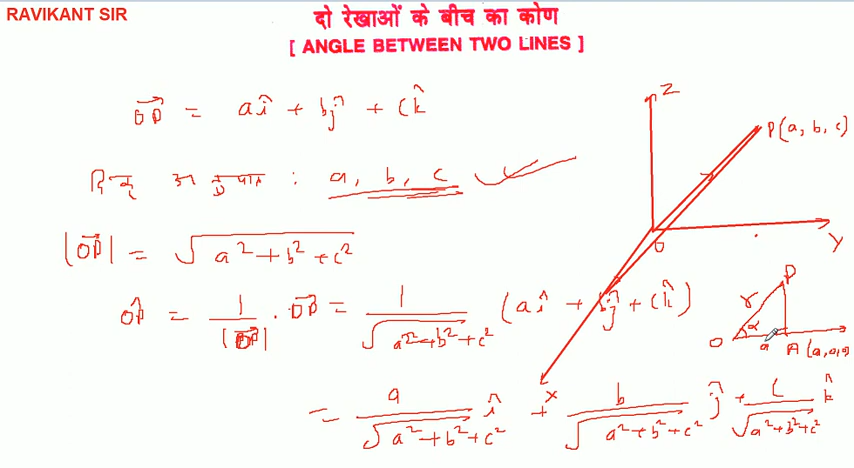 RAVIKANT SIR
दो रेखाओं के बीच का कोण
[ ANGLE BETWEEN TWO LINES ]
Z
P(a, b, c)
O
Y
X
OP⃗ = aî + bĵ + ck̂
दिक् अनुपात : a, b, c
|OP⃗| = √(a² + b² + c²)
OP̂ = 1/|OP⃗| · OP⃗ = 1/√(a² + b² + c²) (aî + bĵ + ck̂)
P
r
α
O a A (a, 0, 0)
= a/√(a² + b² + c²) î + b/√(a² + b² + c²) ĵ + c/√(a² + b² + c²) k̂